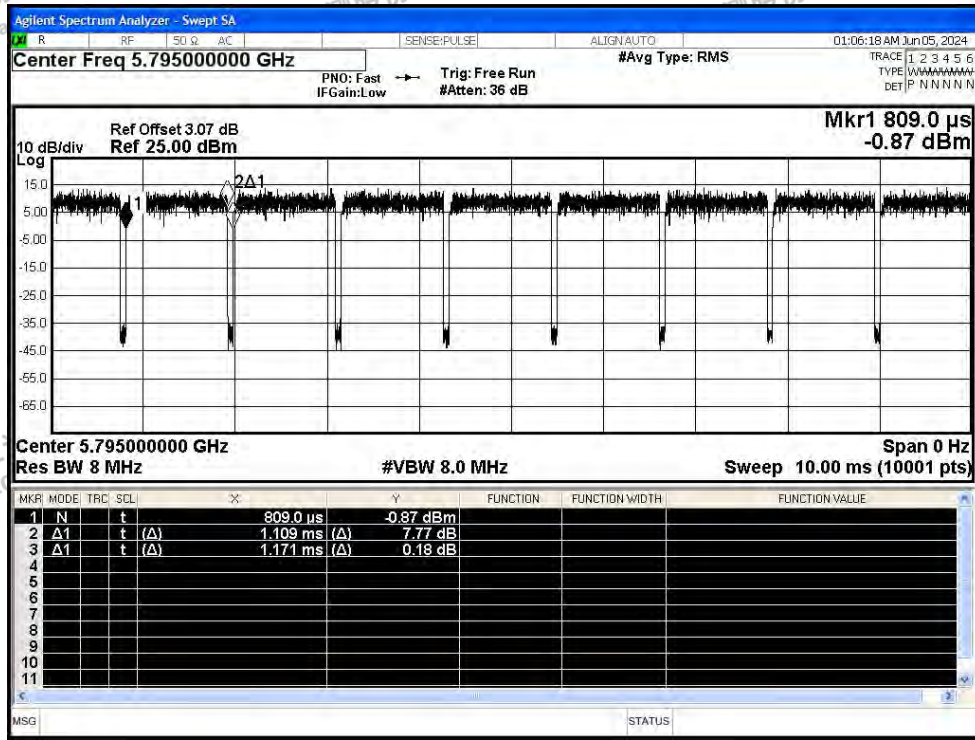 Agilent Spectrum Analyzer - Swept SA
LXI R RF 50 Ω AC SENSE:PULSE ALIGN AUTO 01:06:18 AM Jun 05, 2024
Center Freq 5.795000000 GHz #Avg Type: RMS TRACE 1 2 3 4 5 6
PNO: Fast Trig: Free Run TYPE WWWWWW
IFGain:Low #Atten: 36 dB DET P N N N N N
Mkr1 809.0 µs
Ref Offset 3.07 dB
10 dB/div Ref 25.00 dBm -0.87 dBm
Log
15.0
2Δ1
1
5.00
-5.00
-15.0
-25.0
-35.0
-45.0
-55.0
-65.0
Center 5.795000000 GHz Span 0 Hz
Res BW 8 MHz #VBW 8.0 MHz Sweep 10.00 ms (10001 pts)
MKR MODE TRC SCL X Y FUNCTION FUNCTION WIDTH FUNCTION VALUE
1 N t 809.0 µs -0.87 dBm
2 Δ1 t (Δ) 1.109 ms (Δ) 7.77 dB
3 Δ1 t (Δ) 1.171 ms (Δ) 0.18 dB
4
5
6
7
8
9
10
11
MSG STATUS